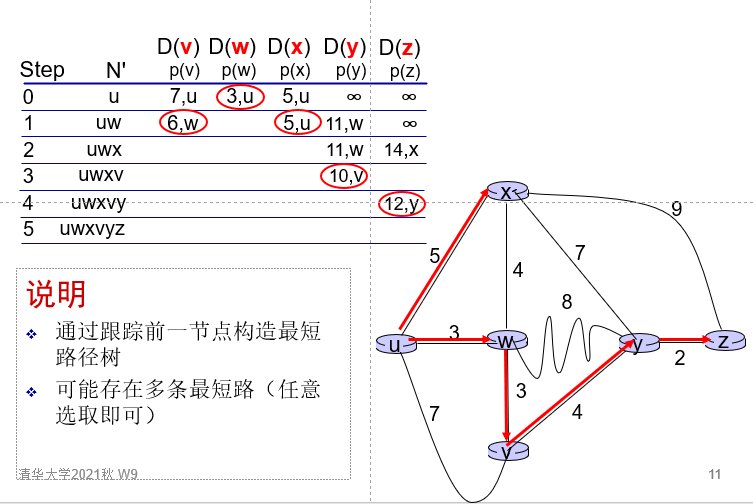 D(v) D(w) D(x) D(y) D(z)
Step N' p(v) p(w) p(x) p(y) p(z)
0 u 7,u 3,u 5,u ∞ ∞
1 uw 6,w 5,u 11,w ∞
2 uwx 11,w 14,x
3 uwxv 10,v
4 uwxvy 12,y
5 uwxvyz
x
9
5
4
7
8
说明
❖ 通过跟踪前一节点构造最短
路径树
❖ 可能存在多条最短路（任意
选取即可）
u
3
w
y
z
2
3
7
4
v
清华大学2021秋 W9
11